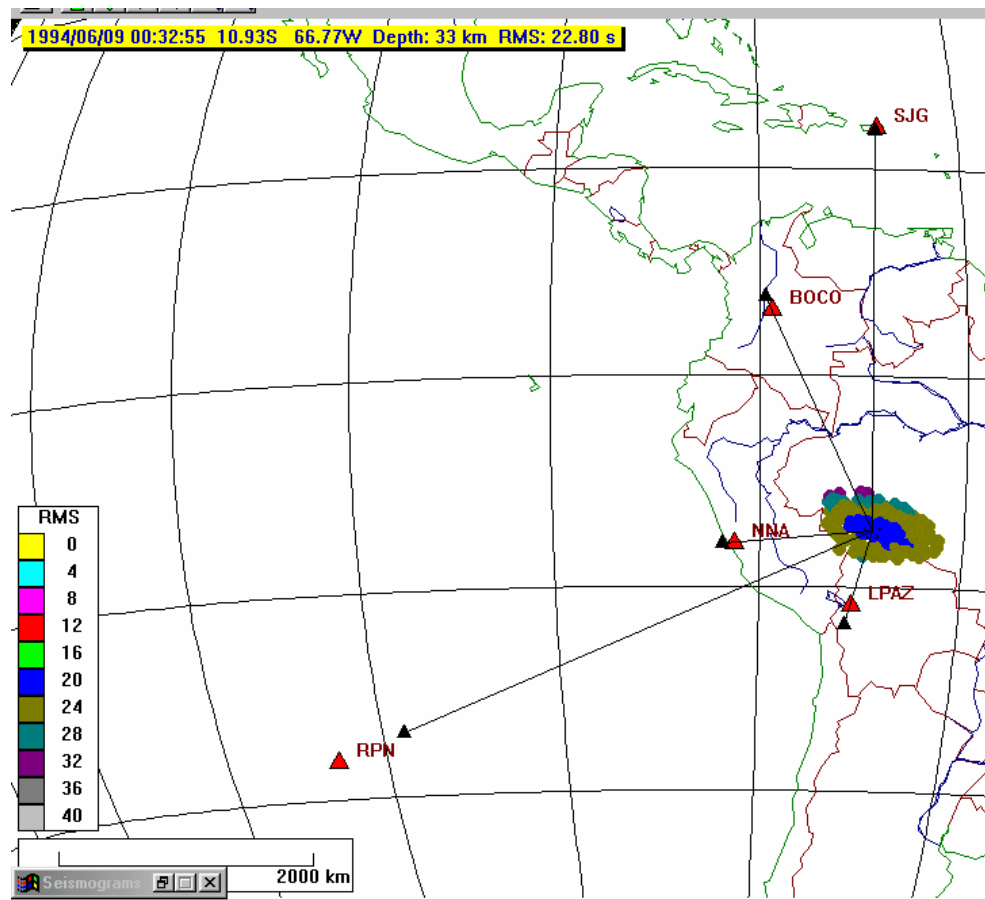 1994/06/09 00:32:55 10.93S 66.77W Depth: 33 km RMS: 22.80 s
SJG
BOCO
NNA
LPAZ
RPN
RMS
0
4
8
12
16
20
24
28
32
36
40
2000 km
Seismograms